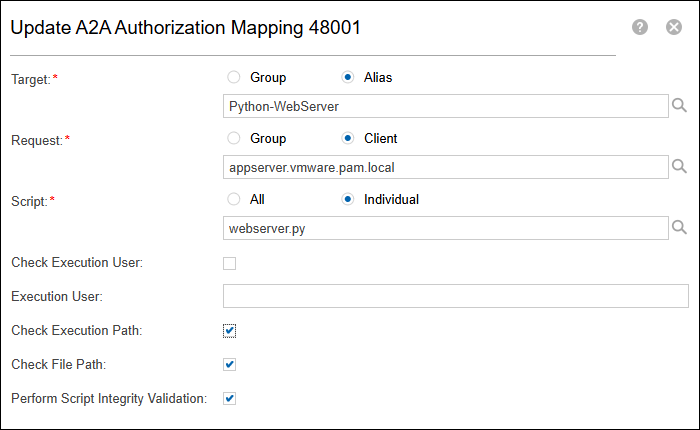 Update A2A Authorization Mapping 48001
?
Target:* Group Alias
Python-WebServer
Request:* Group Client
appserver.vmware.pam.local
Script:* All Individual
webserver.py
Check Execution User:
Execution User:
Check Execution Path:
Check File Path:
Perform Script Integrity Validation: